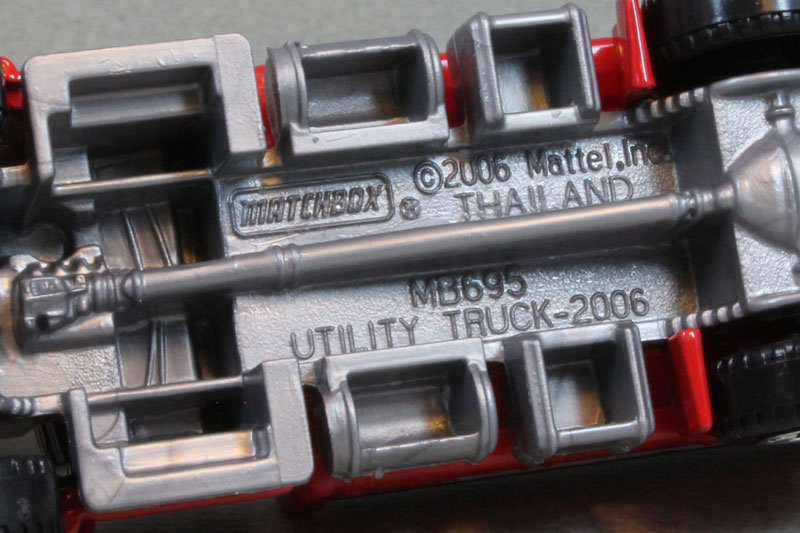 ©2006 Mattel,Inc.
MATCHBOX ® THAILAND
MB695
UTILITY TRUCK-2006